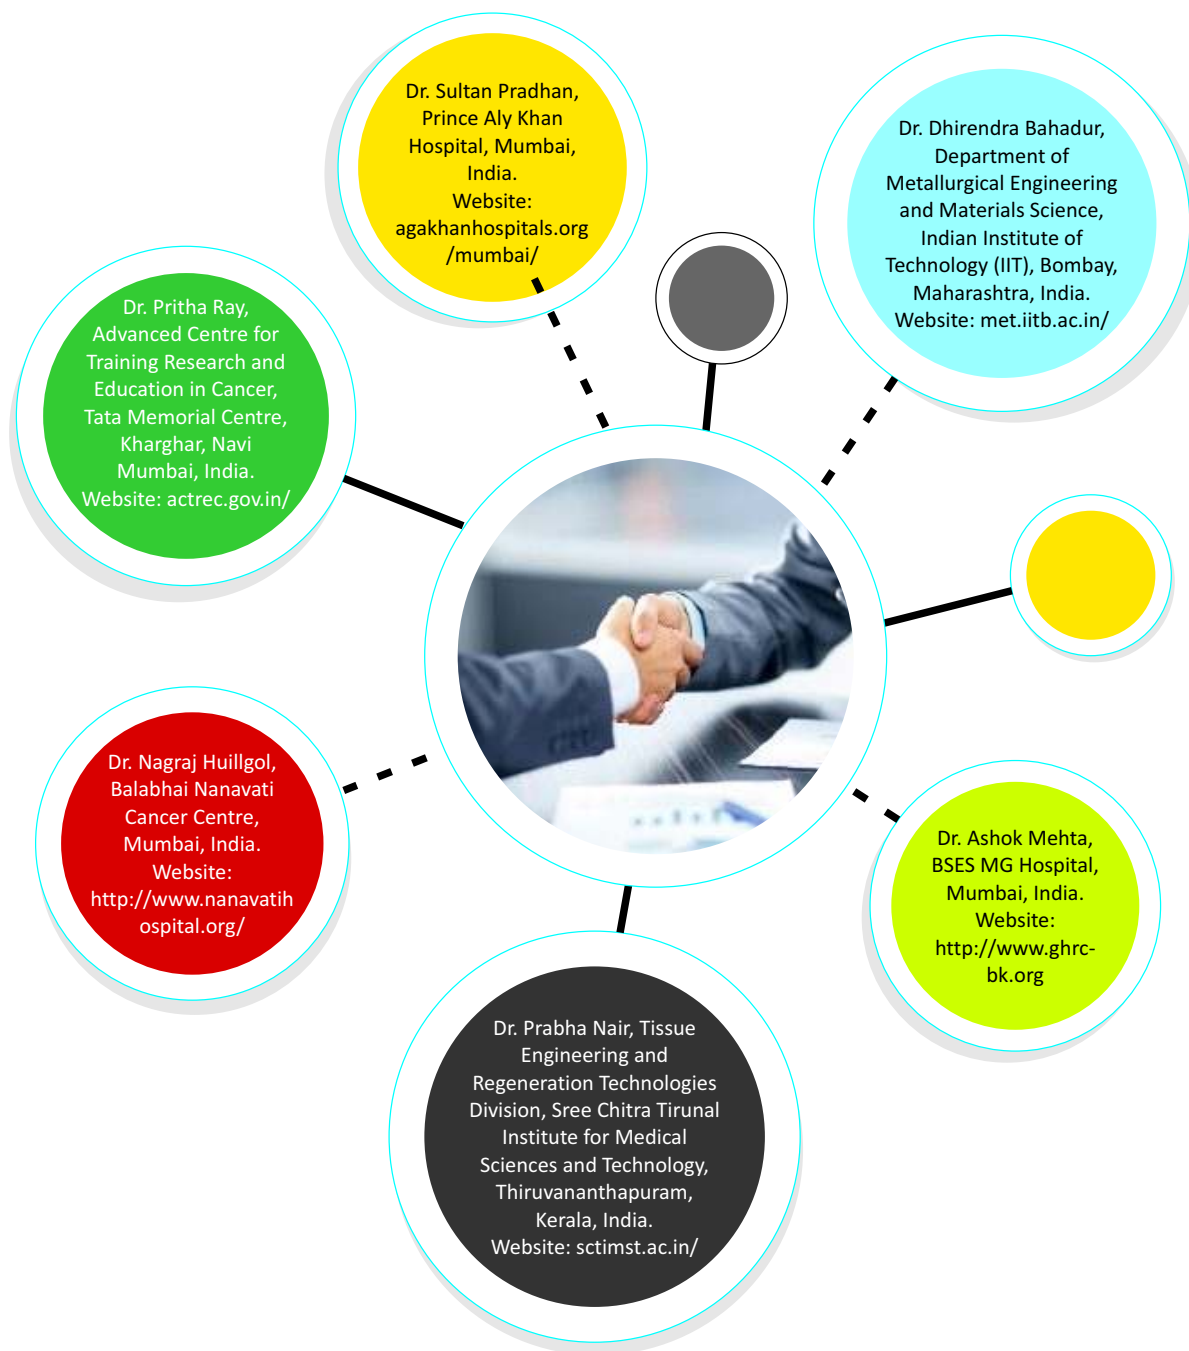 Dr. Sultan Pradhan,
Prince Aly Khan
Hospital, Mumbai,
India.
Website:
agakhanhospitals.org
/mumbai/
Dr. Dhirendra Bahadur,
Department of
Metallurgical Engineering
and Materials Science,
Indian Institute of
Technology (IIT), Bombay,
Maharashtra, India.
Website: met.iitb.ac.in/
Dr. Pritha Ray,
Advanced Centre for
Training Research and
Education in Cancer,
Tata Memorial Centre,
Kharghar, Navi
Mumbai, India.
Website: actrec.gov.in/
Dr. Nagraj Huillgol,
Balabhai Nanavati
Cancer Centre,
Mumbai, India.
Website:
http://www.nanavatih
ospital.org/
Dr. Ashok Mehta,
BSES MG Hospital,
Mumbai, India.
Website:
http://www.ghrc-
bk.org
Dr. Prabha Nair, Tissue
Engineering and
Regeneration Technologies
Division, Sree Chitra Tirunal
Institute for Medical
Sciences and Technology,
Thiruvananthapuram,
Kerala, India.
Website: sctimst.ac.in/